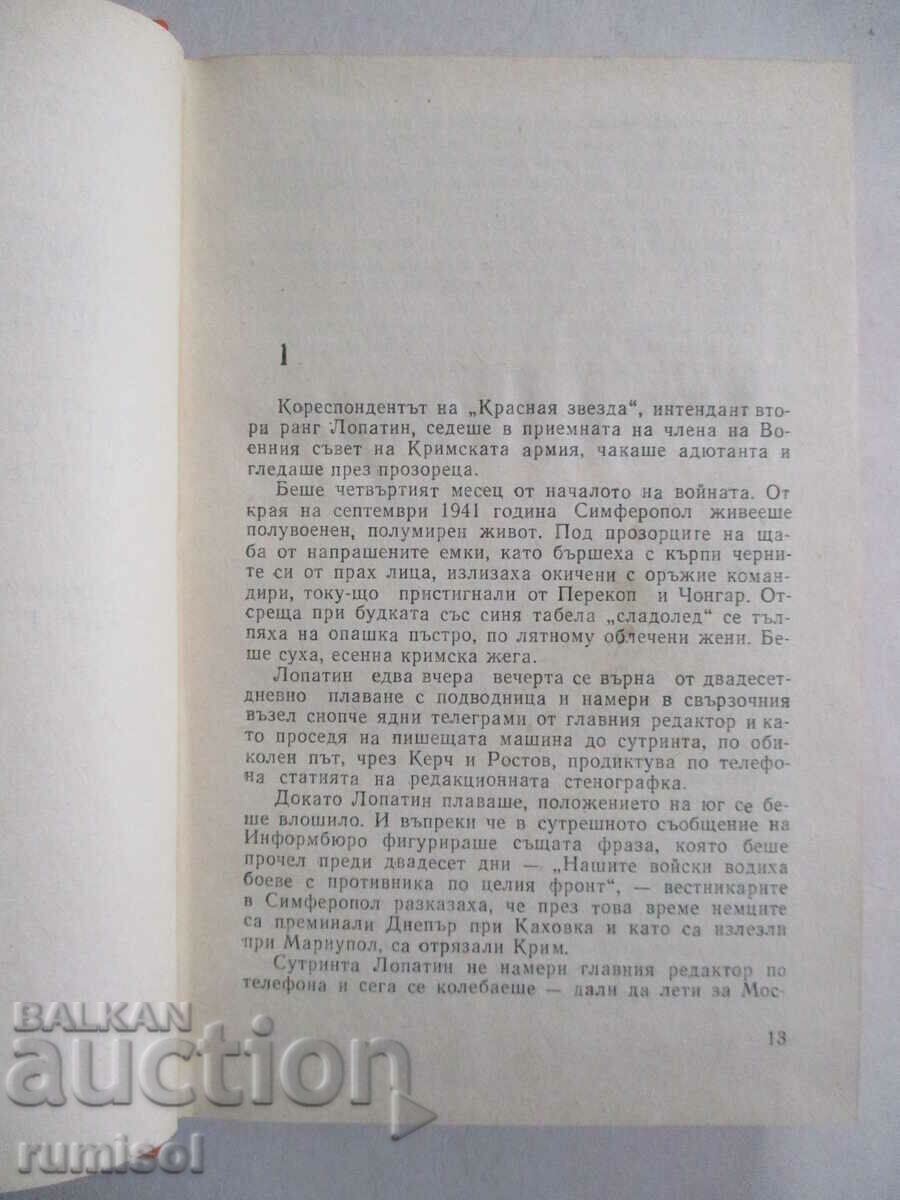 1
Кореспондентът на „Красная звезда“, интендант вто-
ри ранг Лопатин, седеше в приемната на члена на Во-
енния съвет на Кримската армия, чакаше адютанта и
гледаше през прозореца.
Беше четвъртият месец от началото на войната. От
края на септември 1941 година Симферопол живееше
полувоенен, полумирен живот. Под прозорците на ща-
ба от напрашените емки, като бършеха с кърпи черни-
те си от прах лица, излизаха окичени с оръжие коман-
дири, току-що пристигнали от Перекоп и Чонгар. От-
среща при будката със синя табела „сладолед“ се тъл-
пяха на опашка пъстро, по лятному облечени жени. Бе-
ше суха, есенна кримска жега.
Лопатин едва вчера вечерта се върна от двадесет-
дневно плаване с подводница и намери в свързочния
възел снопче ядни телеграми от главния редактор и ка-
то проседя на пишещата машина до сутринта, по оби-
колен път, чрез Керч и Ростов, продиктува по телефо-
на статията на редакционната стенографка.
Докато Лопатин плаваше, положението на юг се бе-
ше влошило. И въпреки че в сутрешното съобщение на
Информбюро фигурираше същата фраза, която беше
прочел преди двадесет дни — „Нашите войски водиха
боеве с противника по целия фронт“, — вестникарите
в Симферопол разказаха, че през това време немците
са преминали Днепър при Каховка и като са излезли
при Мариупол, са отрязали Крим.
Сутринта Лопатин не намери главния редактор по
телефона и сега се колебаеше — дали да лети за Мос-
13
BALKAN
auction
rumisol